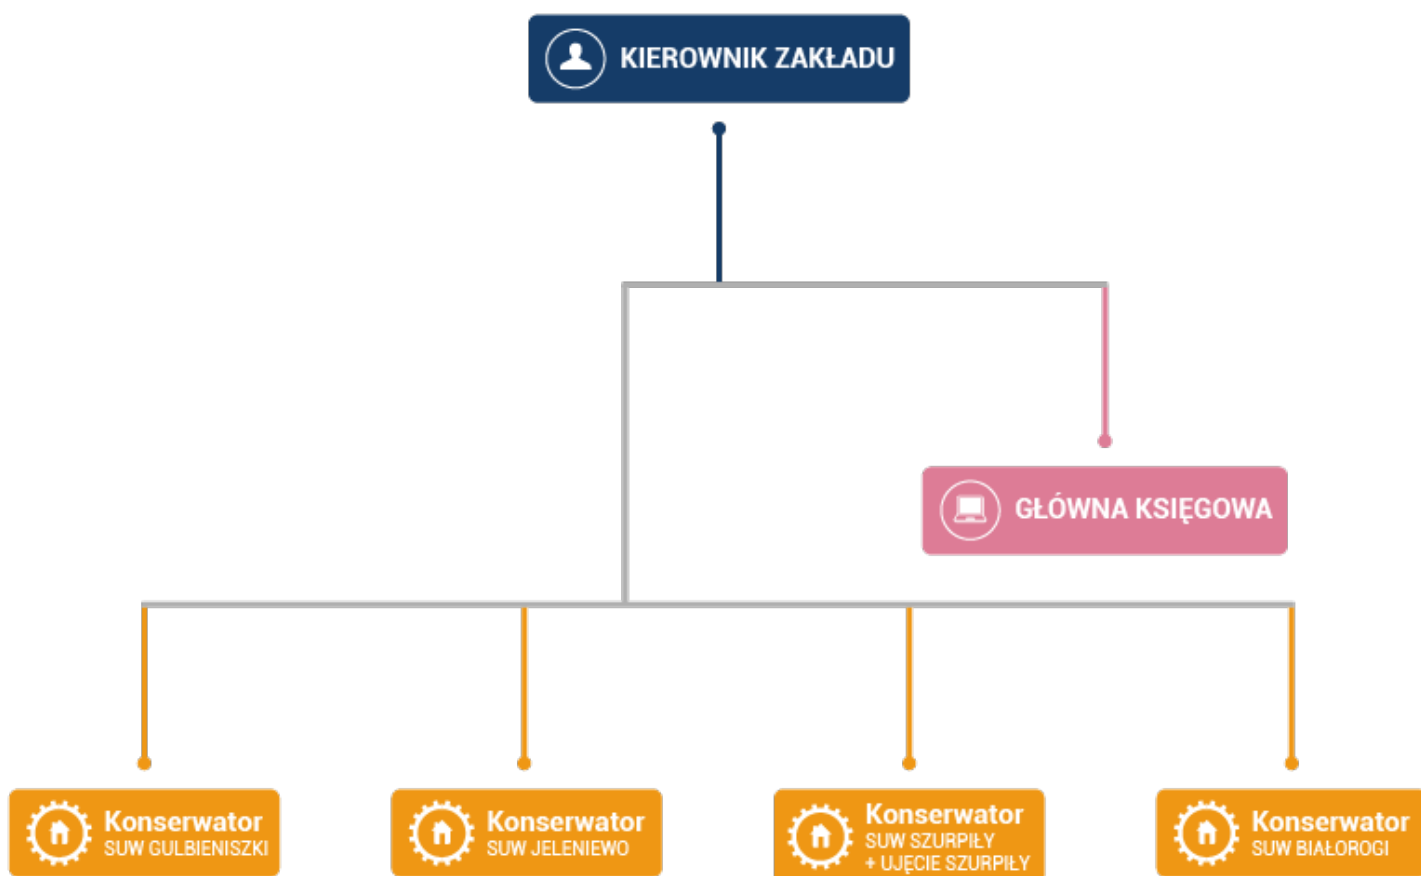 KIEROWNIK ZAKŁADU
GŁÓWNA KSIĘGOWA
Konserwator
SUW GULBIENISZKI
Konserwator
SUW JELENIEWO
Konserwator
SUW SZURPIŁY
+ UJĘCIE SZURPIŁY
Konserwator
SUW BIAŁOROGI